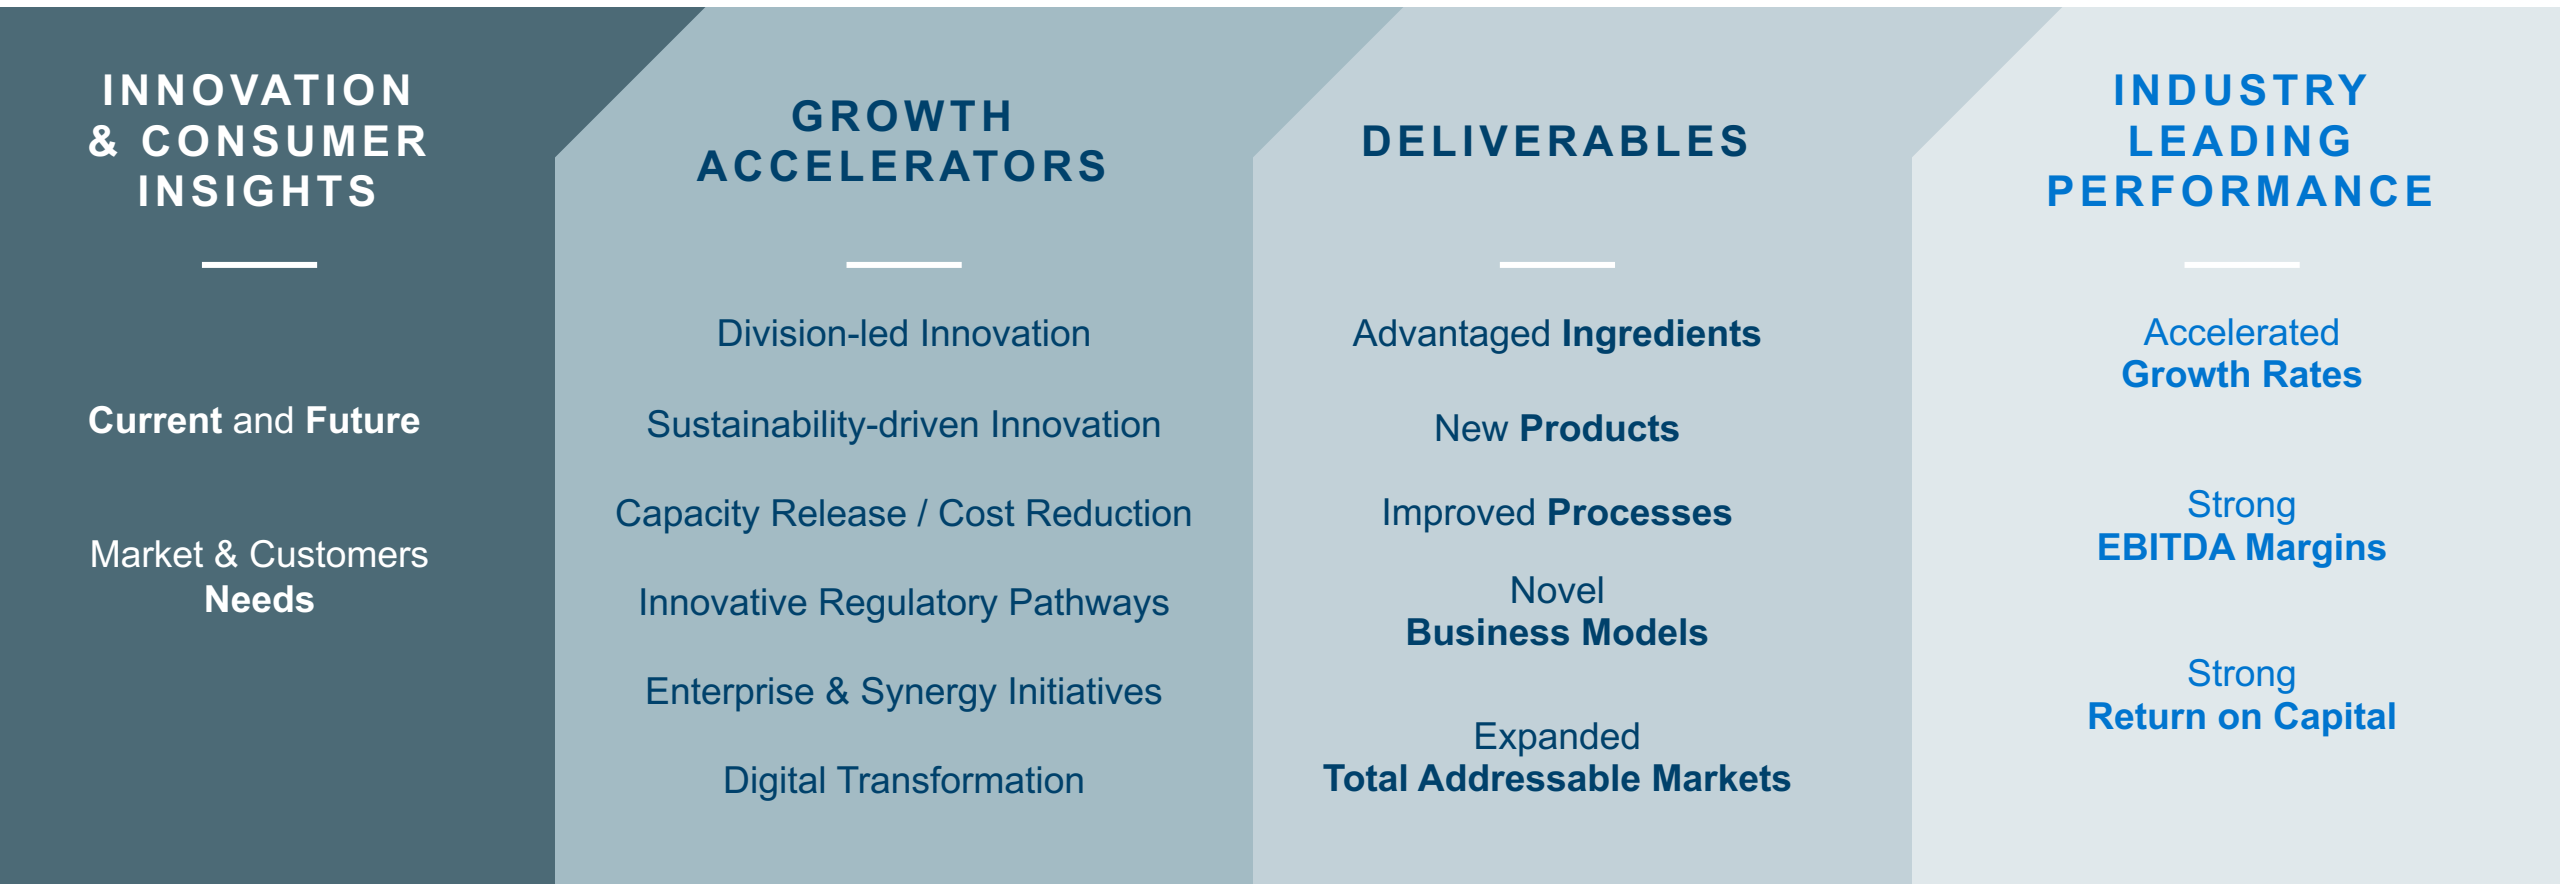 INNOVATION
& CONSUMER
INSIGHTS
Current and Future
Market & Customers
Needs
GROWTH
ACCELERATORS
Division-led Innovation
Sustainability-driven Innovation
Capacity Release / Cost Reduction
Innovative Regulatory Pathways
Enterprise & Synergy Initiatives
Digital Transformation
DELIVERABLES
Advantaged Ingredients
New Products
Improved Processes
Novel
Business Models
Expanded
Total Addressable Markets
INDUSTRY
LEADING
PERFORMANCE
Accelerated
Growth Rates
Strong
EBITDA Margins
Strong
Return on Capital